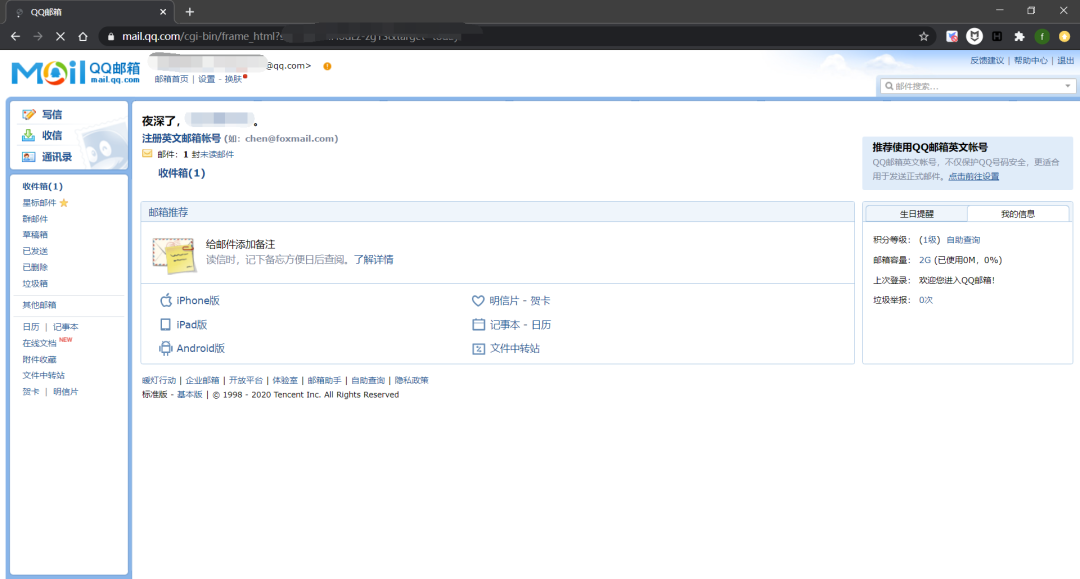 QQ邮箱
mail.qq.com/cgi-bin/frame_html?
Mail QQ邮箱
mail.qq.com
@qq.com>
邮箱首页 | 设置 - 换肤
反馈建议 | 帮助中心 | 退出
邮件搜索...
写信
收信
通讯录
收件箱(1)
星标邮件
群邮件
草稿箱
已发送
已删除
垃圾箱
其他邮箱
日历 | 记事本
在线文档 NEW
附件收藏
文件中转站
贺卡 | 明信片
夜深了，
。
注册英文邮箱帐号 (如: chen@foxmail.com)
邮件: 1 封未读邮件
收件箱(1)
邮箱推荐
给邮件添加备注
读信时，记下备忘方便日后查阅。了解详情
iPhone版
明信片 - 贺卡
iPad版
记事本 - 日历
Android版
文件中转站
暖灯行动 | 企业邮箱 | 开放平台 | 体验室 | 邮箱助手 | 自助查询 | 隐私政策
标准版 - 基本版 | © 1998 - 2020 Tencent Inc. All Rights Reserved
推荐使用QQ邮箱英文帐号
QQ邮箱英文帐号，不仅保护QQ号码安全，更适合
用于发送正式邮件。点击前往设置
生日提醒
我的信息
积分等级: (1级) 自助查询
邮箱容量: 2G (已使用0M，0%)
上次登录: 欢迎您进入QQ邮箱!
垃圾举报: 0次